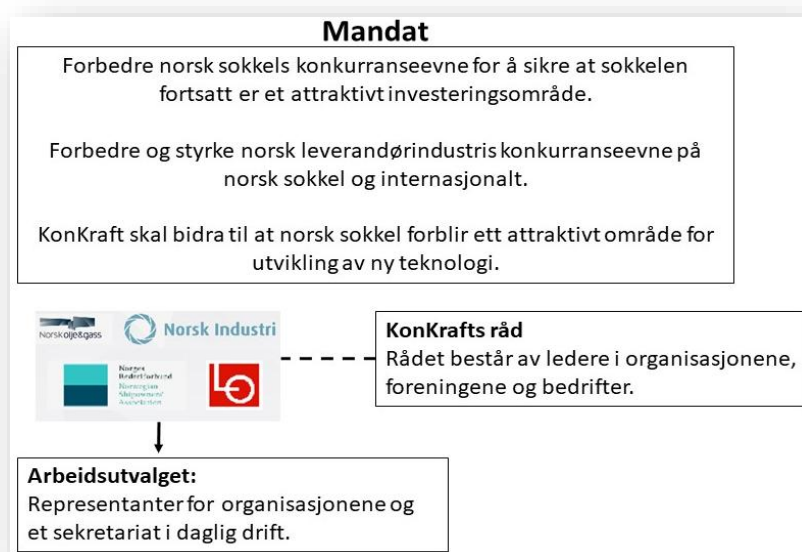 Mandat
Forbedre norsk sokkels konkurranseevne for å sikre at sokkelen
fortsatt er et attraktivt investeringsområde.
Forbedre og styrke norsk leverandørindustris konkurranseevne på
norsk sokkel og internasjonalt.
KonKraft skal bidra til at norsk sokkel forblir ett attraktivt område for
utvikling av ny teknologi.
Norskolje&gass
Norsk Industri
Norges
Rederiforbund
Norwegian
Shipowners'
Association
LO
KonKrafts råd
Rådet består av ledere i organisasjonene,
foreningene og bedrifter.
Arbeidsutvalget:
Representanter for organisasjonene og
et sekretariat i daglig drift.